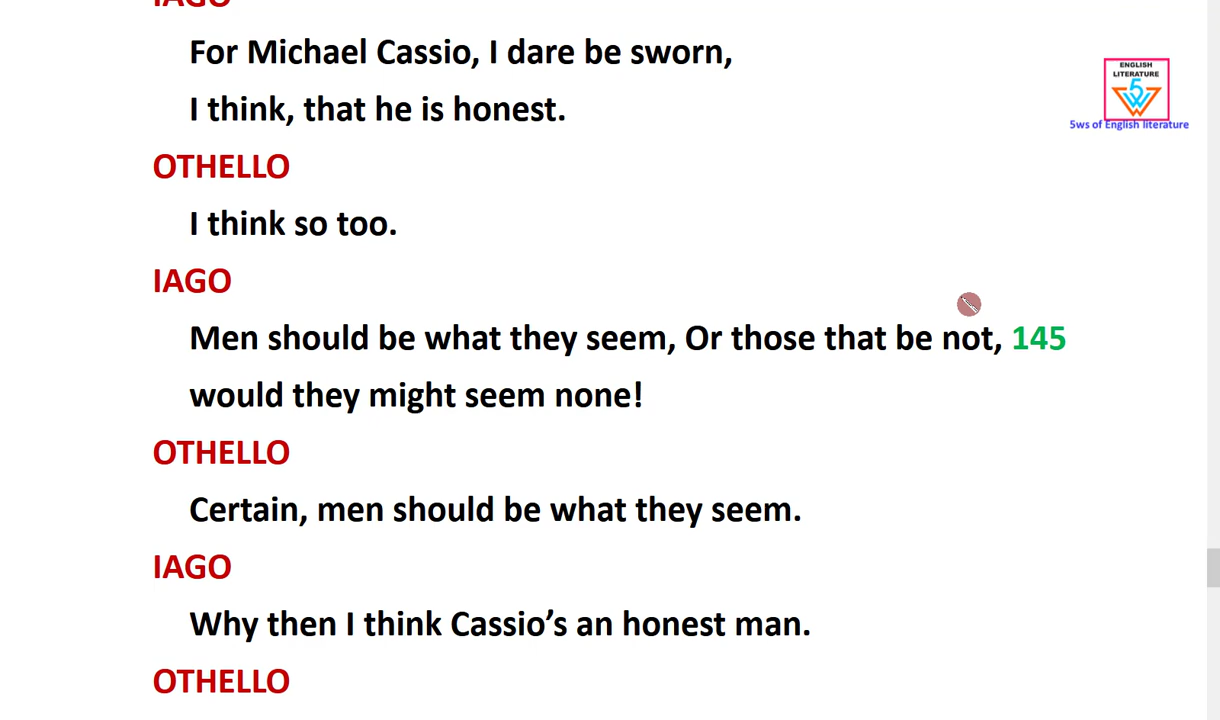 IAGO
For Michael Cassio, I dare be sworn,
ENGLISH
LITERATURE
5
W
5ws of English literature
I think, that he is honest.
OTHELLO
I think so too.
IAGO
Men should be what they seem, Or those that be not, 145
would they might seem none!
OTHELLO
Certain, men should be what they seem.
IAGO
Why then I think Cassio’s an honest man.
OTHELLO